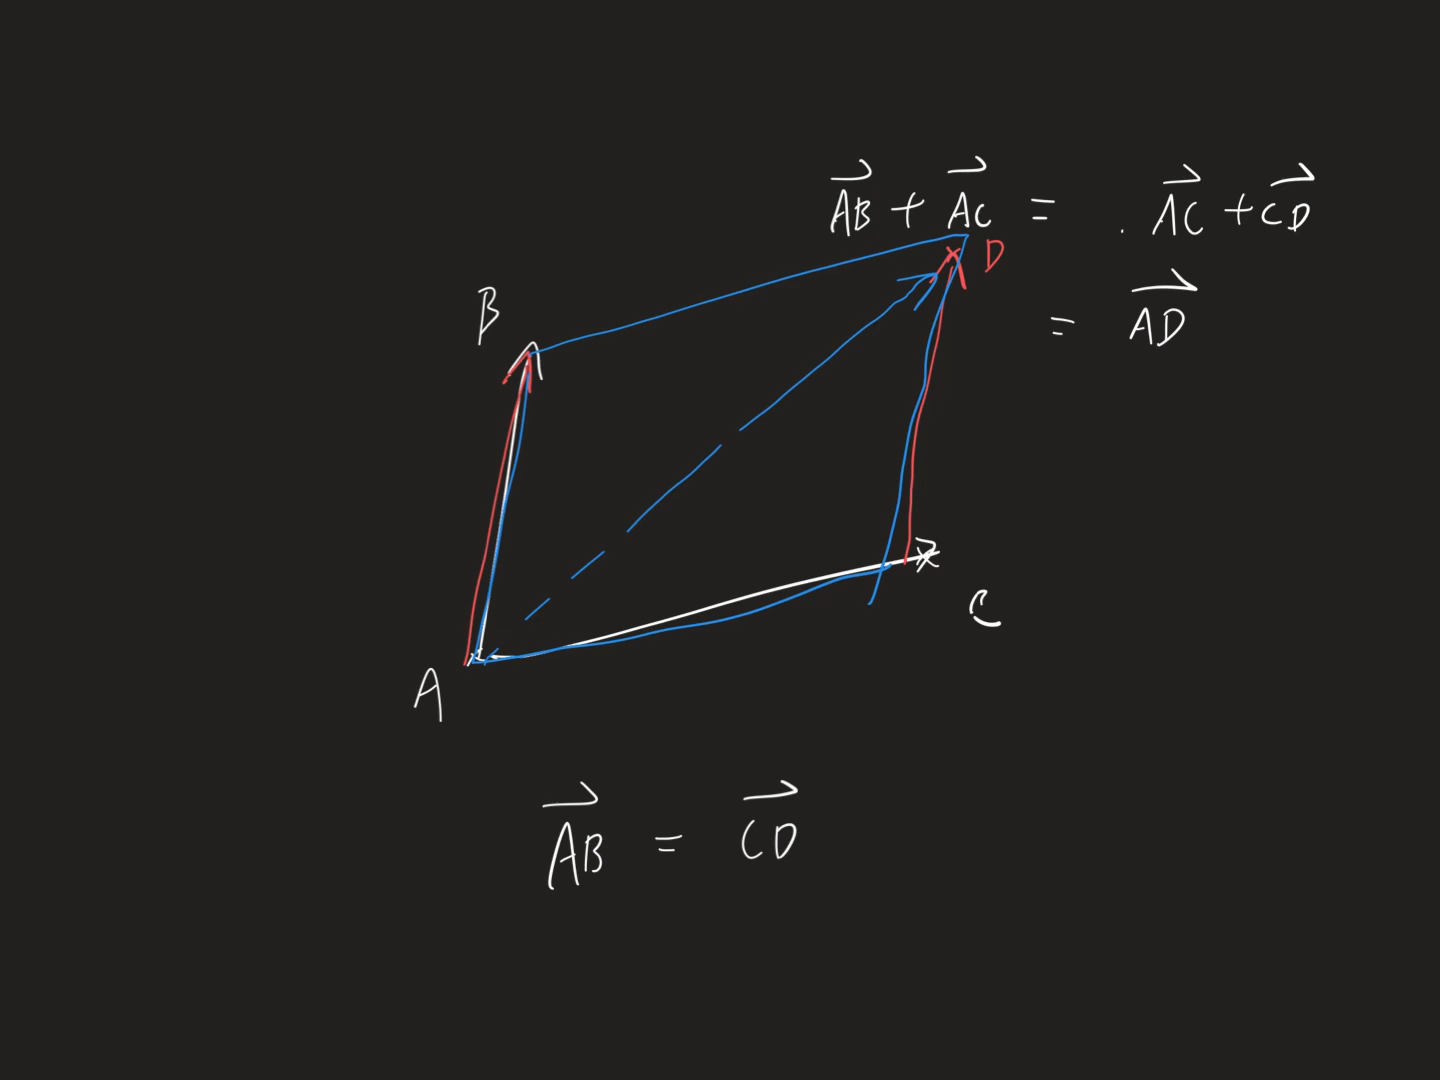 AB + AC = . AC + CD
D
B
= AD
C
A
AB = CD